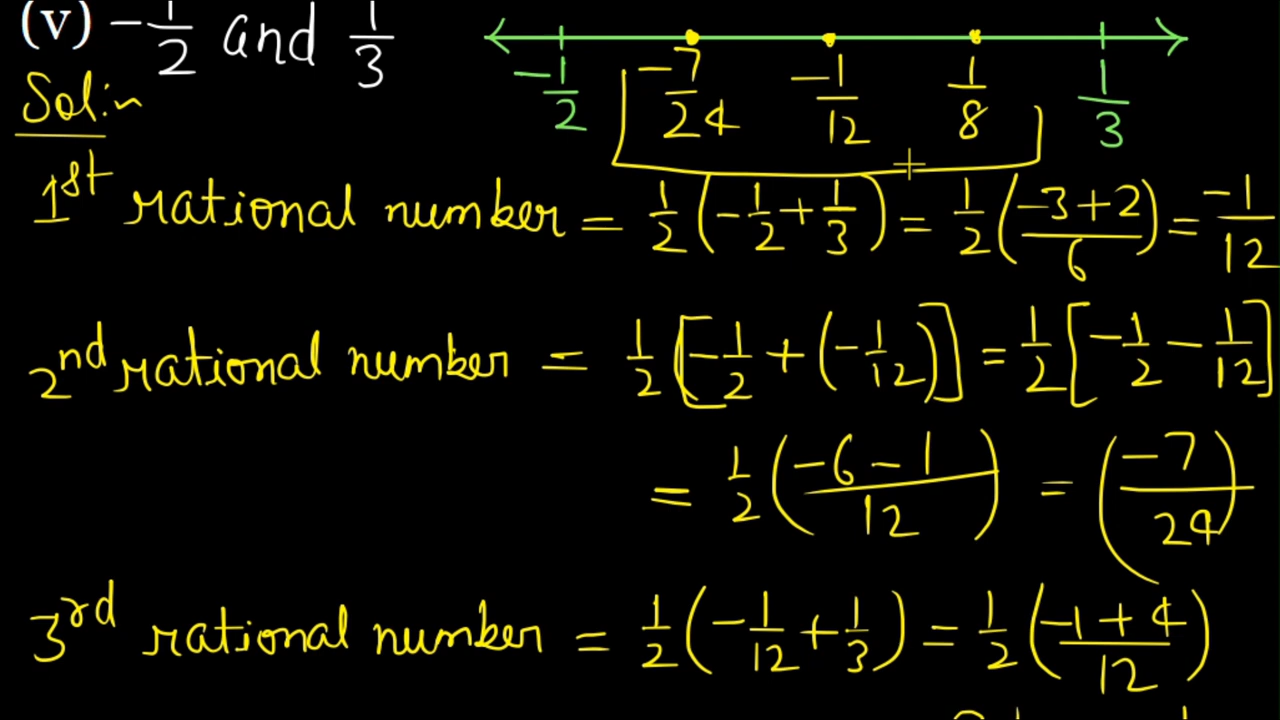 (v) -1/2 and 1/3
-1/2 -7/24 -1/12 1/8 1/3
Sol:n
1st rational number = 1/2 (-1/2 + 1/3) = 1/2 (-3+2/6) = -1/12
2nd rational number = 1/2 [-1/2 + (-1/12)] = 1/2 [-1/2 - 1/12]
= 1/2 (-6-1/12) = (-7/24)
3rd rational number = 1/2 (-1/12 + 1/3) = 1/2 (-1+4/12)